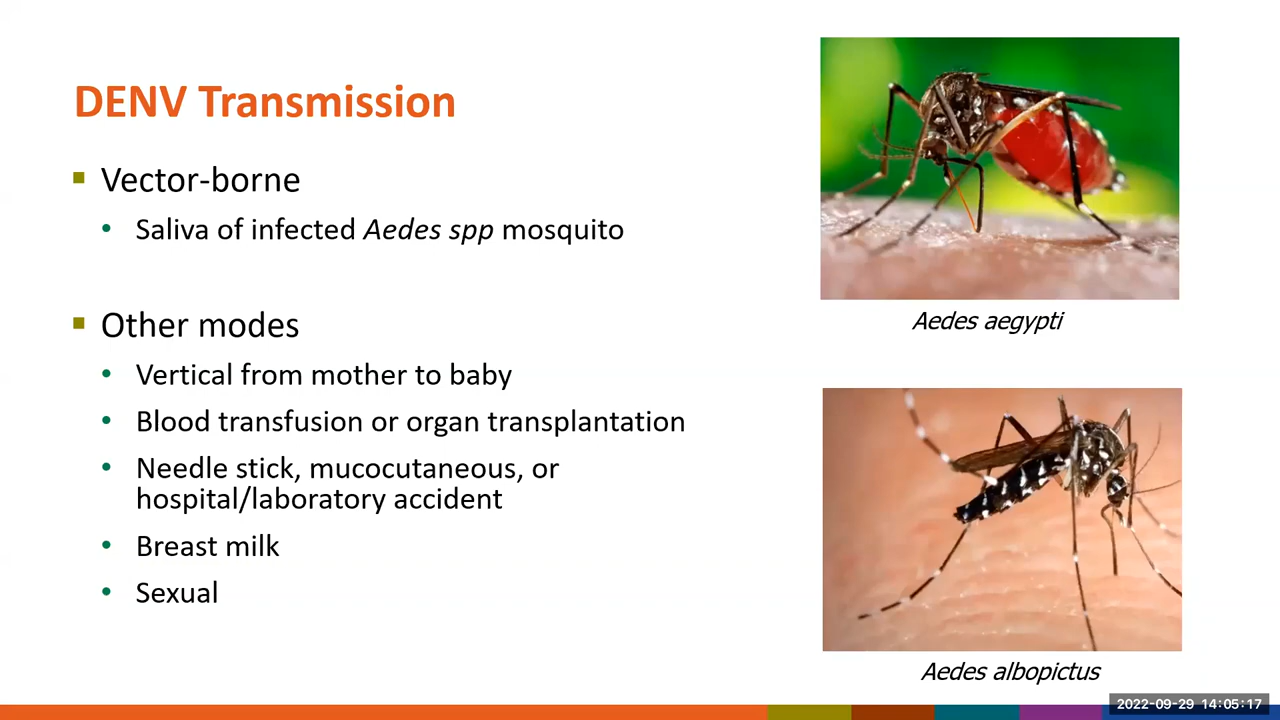 DENV Transmission
Vector-borne
Saliva of infected Aedes spp mosquito
Other modes
Vertical from mother to baby
Blood transfusion or organ transplantation
Needle stick, mucocutaneous, or
hospital/laboratory accident
Breast milk
Sexual
Aedes aegypti
Aedes albopictus
2022-09-29 14:05:17